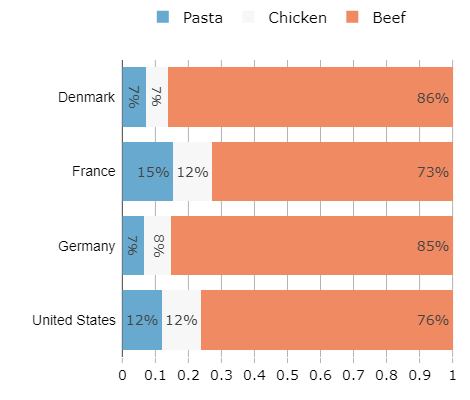 Pasta Chicken Beef
Denmark 7% 7% 86%
France 15% 12% 73%
Germany 7% 8% 85%
United States 12% 12% 76%
0 0.1 0.2 0.3 0.4 0.5 0.6 0.7 0.8 0.9 1